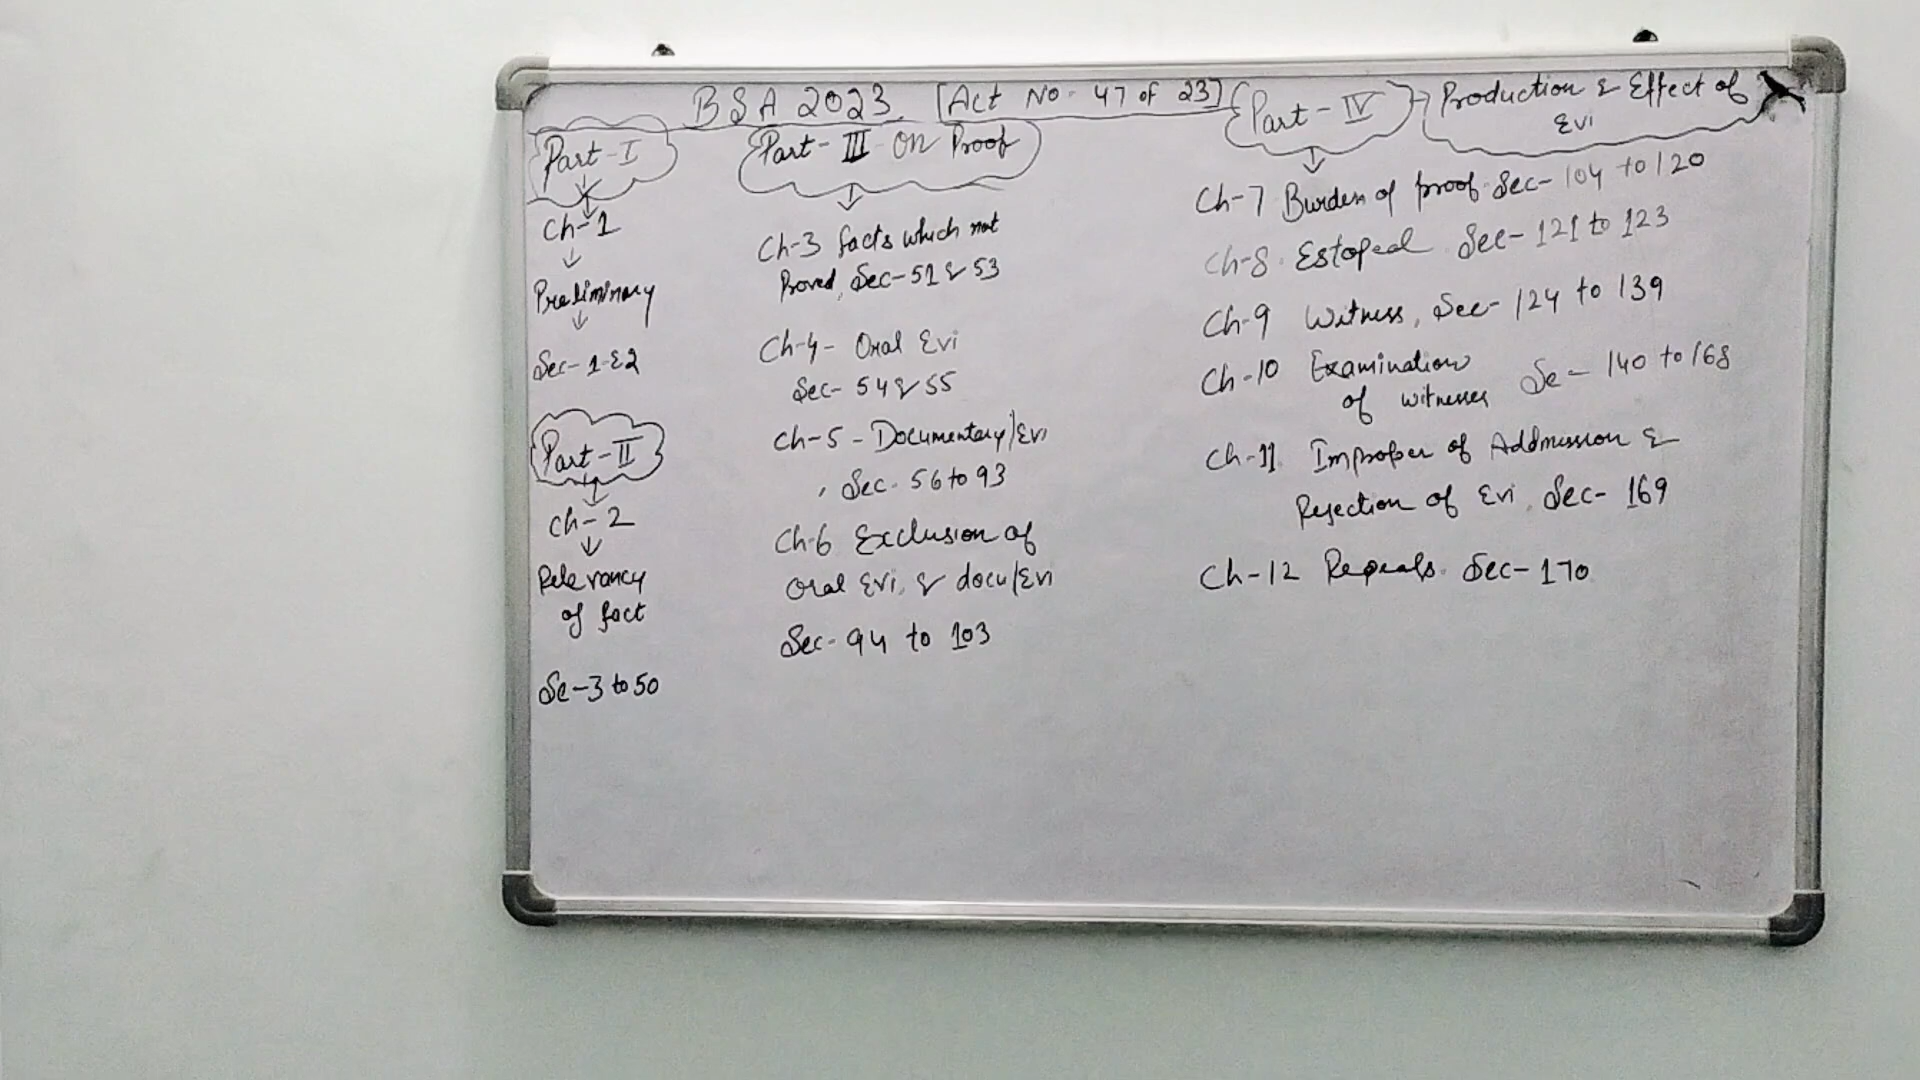 BSA 2023. [Act No. 47 of 23]
Part-I
Ch-1
Preliminary
Sec-1 & 2
Part-II
Ch-2
Relevancy
of fact
Se-3 to 50
Part-III on Proof
Ch-3 facts which not
Proved, Sec-51 & 53
Ch-4- Oral Evi
Sec- 54 & 55
Ch-5 - Documentary/Evi
, Sec. 56 to 93
Ch-6 Exclusion of
Oral Evi, & docu/Evi
Sec- 94 to 103
Part-IV Production & Effect of
Evi
Ch-7 Burden of proof. Sec- 104 to 120
Ch-8. Estopeal. Sec- 121 to 123
Ch-9 Witness, Sec- 124 to 139
Ch-10 Examination Se- 140 to 168
of witnesses
Ch-11. Improper of Addmission &
Rejection of Evi, Sec- 169
Ch-12 Repeals. Sec-170